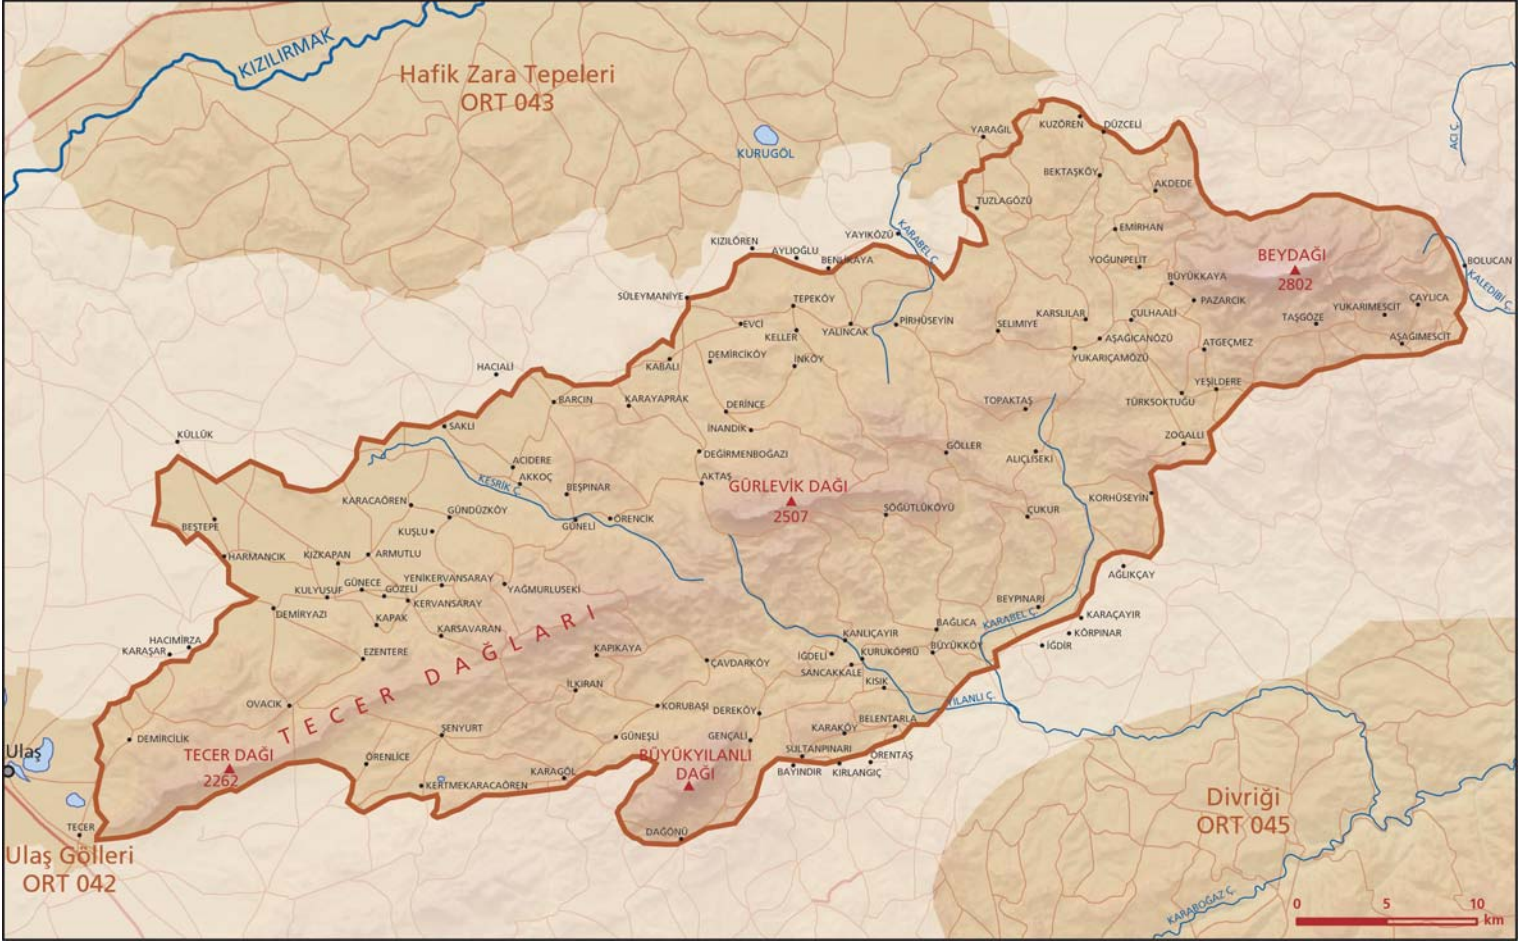 KIZILIRMAK
Hafik Zara Tepeleri
ORT 043
KURUGÖL
ACI Ç.
YARAĞIL
KUZÖREN
DÜZCELİ
BEKTAŞKÖY
AKDEDE
TUZLAGÖZÜ
EMİRHAN
YAYIKÖZÜ
KARABEL Ç.
KIZILÖREN
AYLIOĞLU
BENLİKAYA
YOĞUNPELİT
BÜYÜKKAYA
BEYDAĞI
2802
BOLUCAN
KALEDİBİ Ç.
SÜLEYMANİYE
TEPEKÖY
PAZARCIK
YUKARIMESCİT
ÇAYLICA
EVCİ
KELLER
YALINCAK
PİRHÜSEYİN
SELIMIYE
KARSLILAR
ÇULHAALİ
TAŞGÖZE
AŞAĞIÇANÖZÜ
AŞAĞIMESCİT
ATGEÇMEZ
YUKARIÇAMÖZÜ
DEMİRCİKÖY
İNKÖY
KABALI
HACIALİ
YEŞİLDERE
TÜRKSOKTUĞU
BARCIN
KARAYAPRAK
DERİNCE
TOPAKTAŞ
SAKLI
İNANDIK
ZOGALLI
KÜLLÜK
GÖLLER
ALIÇLISEKI
DEĞİRMENBOĞAZI
ACIDERE
AKKOÇ
AKTAŞ
KESRİK Ç.
BEŞPINAR
GÜRLEVİK DAĞI
2507
KORHÜSEYİN
KARACAÖREN
GÜNDÜZKÖY
SÖĞÜTLÜKÖYÜ
ÇUKUR
BEŞTEPE
KUŞLU
GÜNELİ
ÖRENCİK
HARMANCIK
KIZKAPAN
ARMUTLU
AĞLIKÇAY
YENİKERVANSARAY
YAĞMURLUSEKİ
KULYUSUF
GÜNECE
GÖZELİ
KERVANSARAY
BEYPINARI
DEMİRYAZI
KAPAK
KARSAVARAN
KARABEL Ç.
KARAÇAYIR
BAĞLICA
KÖRPINAR
HACIMİRZA
KARAŞAR
EZENTERE
KAPIKAYA
KANLIÇAYIR
İĞDELİ
KURUKÖPRÜ
BÜYÜKKÖY
İĞDIR
ÇAVDARKÖY
SANCAKKALE
KISIK
İLKIRAN
TECER DAĞLARI
OVACIK
KORUBAŞI
DEREKÖY
YILANLI Ç.
BELENTARLA
ŞENYURT
GÜNEŞLİ
GENÇALİ
KARAKÖY
DEMİRCİLİK
Ulaş
TECER DAĞI
2262
ÖRENLİCE
BÜYÜKYILANLI
DAĞI
SULTANPINARI
BAYINDIR
KIRLANGIÇ
ÖRENTAŞ
KARAGÖL
KERTMEKARACAÖREN
TECER
DAĞÖNÜ
Divriği
ORT 045
Ulaş Gölleri
ORT 042
KARABOĞAZ Ç.
0 5 10
km